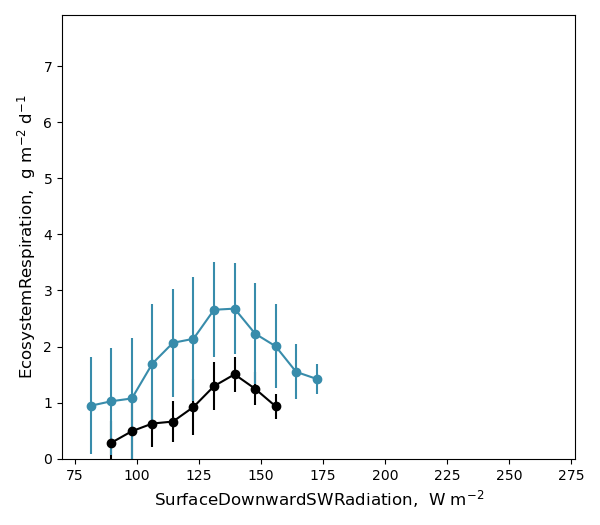 7
6
5
4
3
2
1
0
EcosystemRespiration, g m⁻² d⁻¹
75 100 125 150 175 200 225 250 275
SurfaceDownwardSWRadiation, W m⁻²